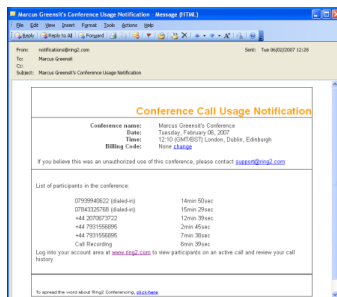 Marcus Greensit's Conference Usage Notification - Message (HTML)
File Edit View Insert Format Tools Actions Help
Reply Reply to All Forward
From: notifications@ring2.com Sent: Tue 06/02/2007 12:28
To: Marcus Greensit
Cc:
Subject: Marcus Greensit's Conference Usage Notification
Conference Call Usage Notification
Conference name: Marcus Greensit's Conference
Date: Tuesday, February 06, 2007
Time: 12:10 (GMT/BST) London, Dublin, Edinburgh
Billing Code: None change
If you believe this was an unauthorized use of this conference, please contact support@ring2.com
List of participants in the conference:
07939940622 (dialed-in) 14min 50sec
07843325768 (dialed-in) 15min 29sec
+44 2070673722 12min 39sec
+44 7931556895 2min 45sec
+44 7931556895 7min 38sec
Call Recording 6min 39sec
Log into your account area at www.ring2.com to view participants on an active call and review your call
history.
To spread the word about Ring2 Conferencing, click here